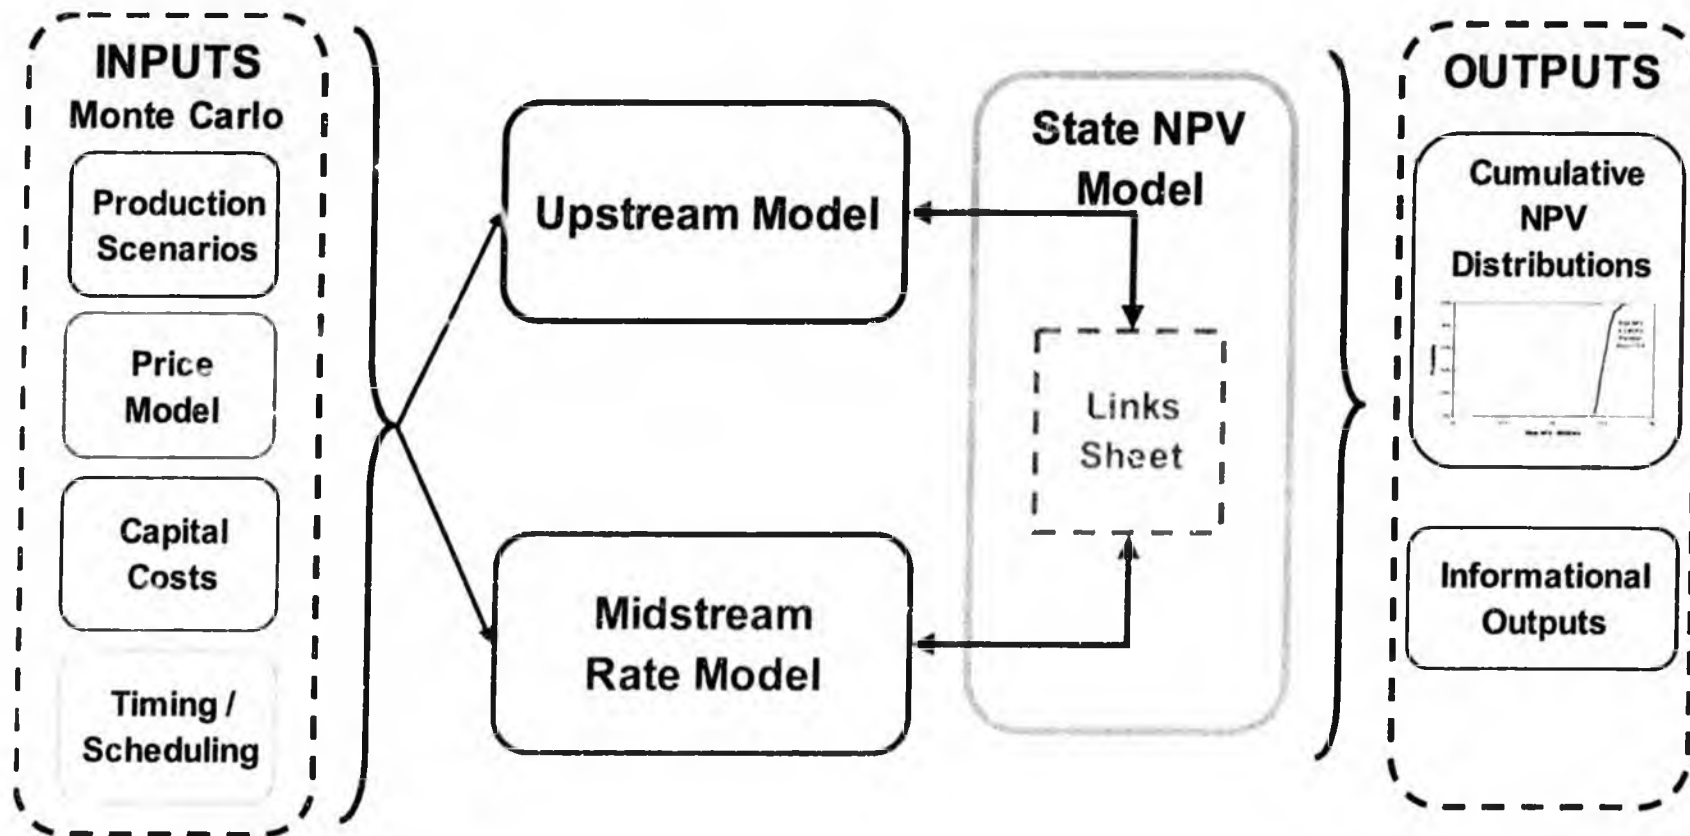 INPUTS
Monte Carlo
Production
Scenarios
Price
Model
Capital
Costs
Timing /
Scheduling
Upstream Model
Midstream
Rate Model
State NPV
Model
Links
Sheet
OUTPUTS
Cumulative
NPV
Distributions
Informational
Outputs